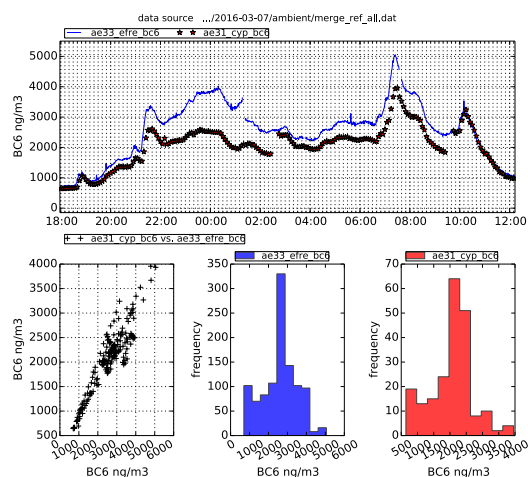 data source .../2016-03-07/ambient/merge_ref_all.dat
ae33_efre_bc6 ae31_cyp_bc6
BC6 ng/m3
5000
4000
3000
2000
1000
0
18:00 20:00 22:00 00:00 02:00 04:00 06:00 08:00 10:00 12:00
ae31_cyp_bc6 vs. ae33_efre_bc6
BC6 ng/m3
4000
3500
3000
2500
2000
1500
1000
500
0 1000 2000 3000 4000 5000 6000
BC6 ng/m3
ae33_efre_bc6
frequency
350
300
250
200
150
100
50
0
0 1000 2000 3000 4000 5000 6000
BC6 ng/m3
ae31_cyp_bc6
frequency
70
60
50
40
30
20
10
0
500 1000 1500 2000 2500 3000 3500 4000
BC6 ng/m3